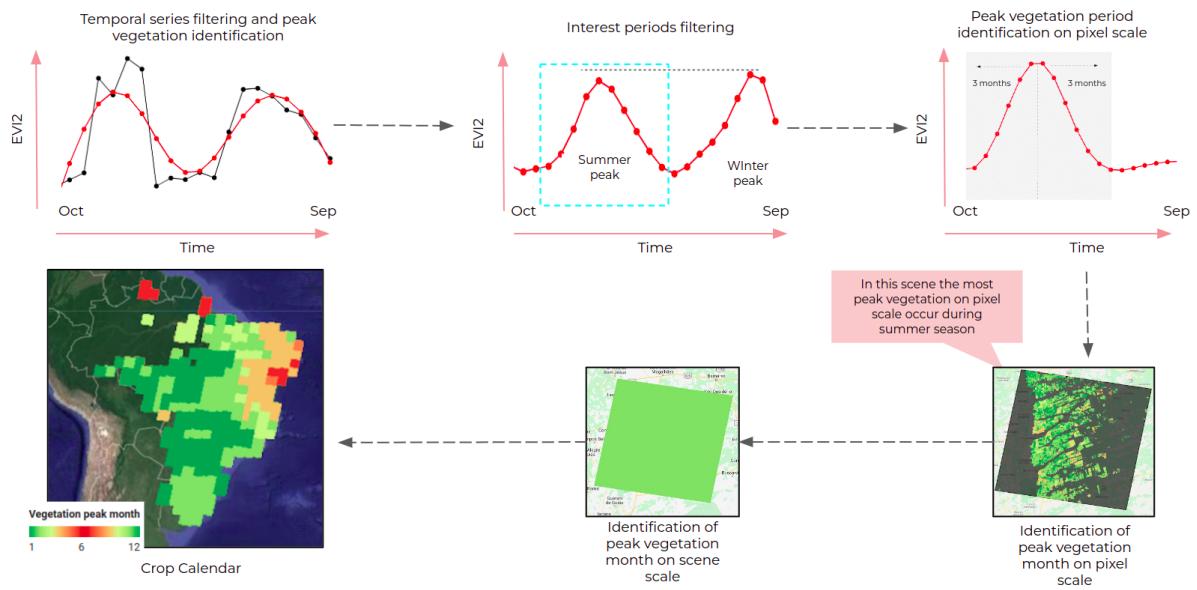 Temporal series filtering and peak
vegetation identification
EVI2
Oct
Sep
Time
Interest periods filtering
EVI2
Summer
peak
WInter
peak
Oct
Sep
Time
Peak vegetation period
identification on pixel scale
3 months
3 months
EVI2
Oct
Sep
Time
In this scene the most
peak vegetation on pixel
scale occur during
summer season
Identification of
peak vegetation
month on pixel
scale
Identification of
peak vegetation
month on scene
scale
Vegetation peak month
1 6 12
Crop Calendar